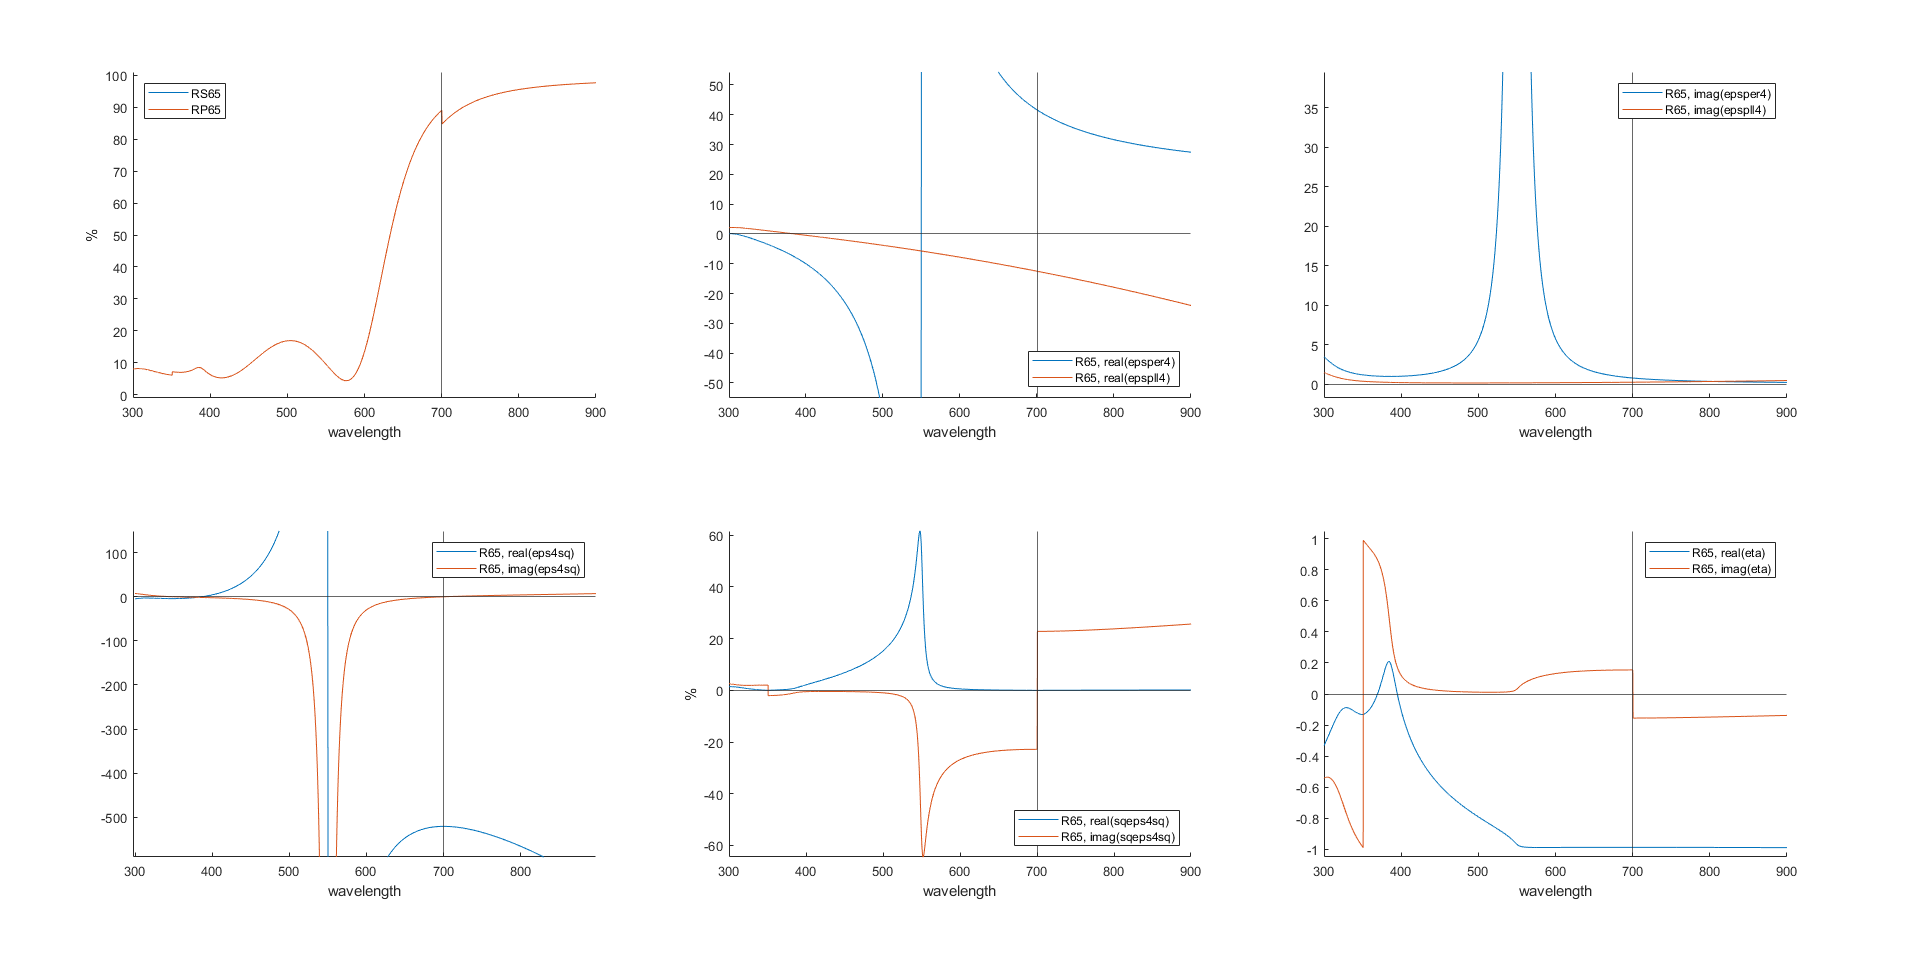 RS65
RP65
100
90
80
70
60
50
40
30
20
10
0
%
300 400 500 600 700 800 900
wavelength
50
40
30
20
10
0
-10
-20
-30
-40
-50
R65, real(epsper4)
R65, real(epspll4)
300 400 500 600 700 800 900
wavelength
R65, imag(epsper4)
R65, imag(epspll4)
35
30
25
20
15
10
5
0
300 400 500 600 700 800 900
wavelength
R65, real(eps4sq)
R65, imag(eps4sq)
100
0
-100
-200
-300
-400
-500
300 400 500 600 700 800
wavelength
60
40
20
0
-20
-40
-60
%
R65, real(sqeps4sq)
R65, imag(sqeps4sq)
300 400 500 600 700 800 900
wavelength
R65, real(eta)
R65, imag(eta)
1
0.8
0.6
0.4
0.2
0
-0.2
-0.4
-0.6
-0.8
-1
300 400 500 600 700 800 900
wavelength